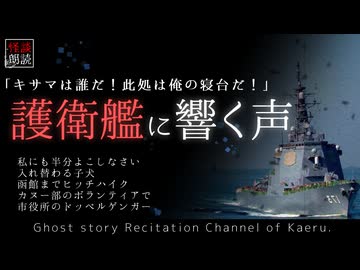 怪談
朗読
「キサマは誰だ！此処は俺の寝台だ！」
護衛艦に響く声
私にも半分よこしなさい
入れ替わる子犬
函館までヒッチハイク
カヌー部のボランティアで
市役所のドッペルゲンガー
Ghost story Recitation Channel of Kaeru.